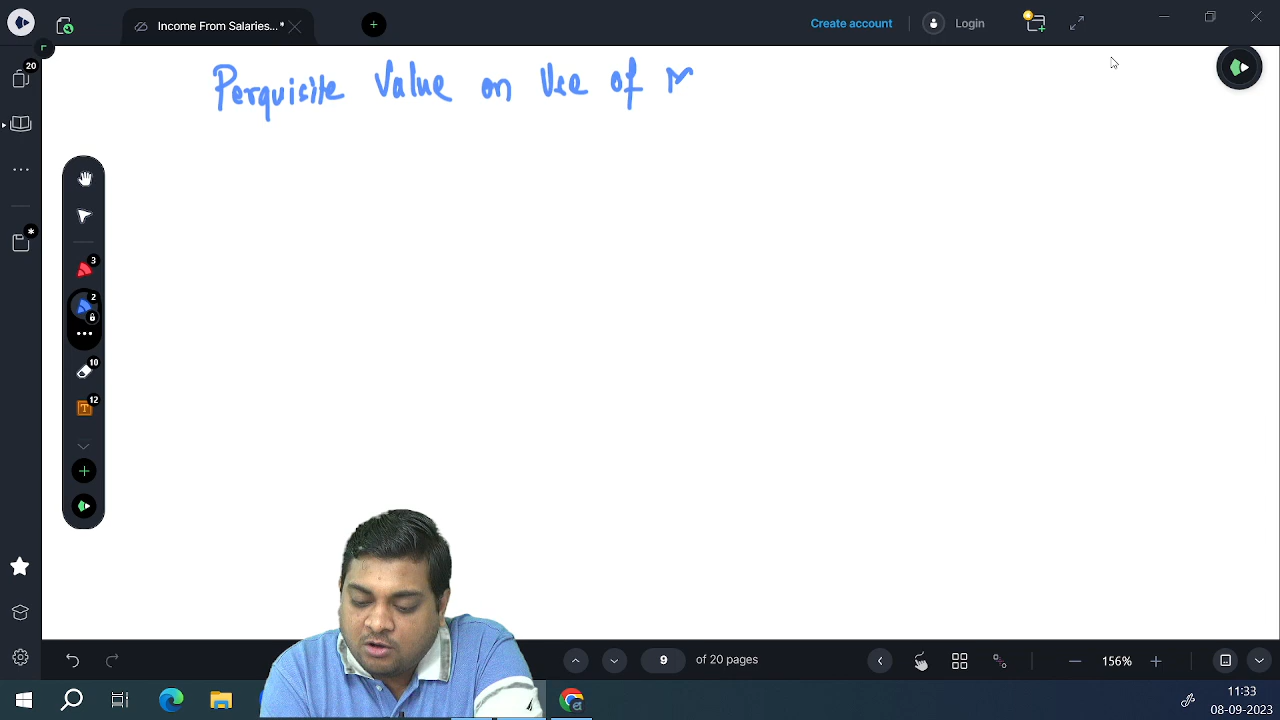 Income From Salaries...*
Create account
Login
20
Perquisite Value on Use of M
*
3
2
10
T
12
9
of 20 pages
156%
11:33
08-09-2023